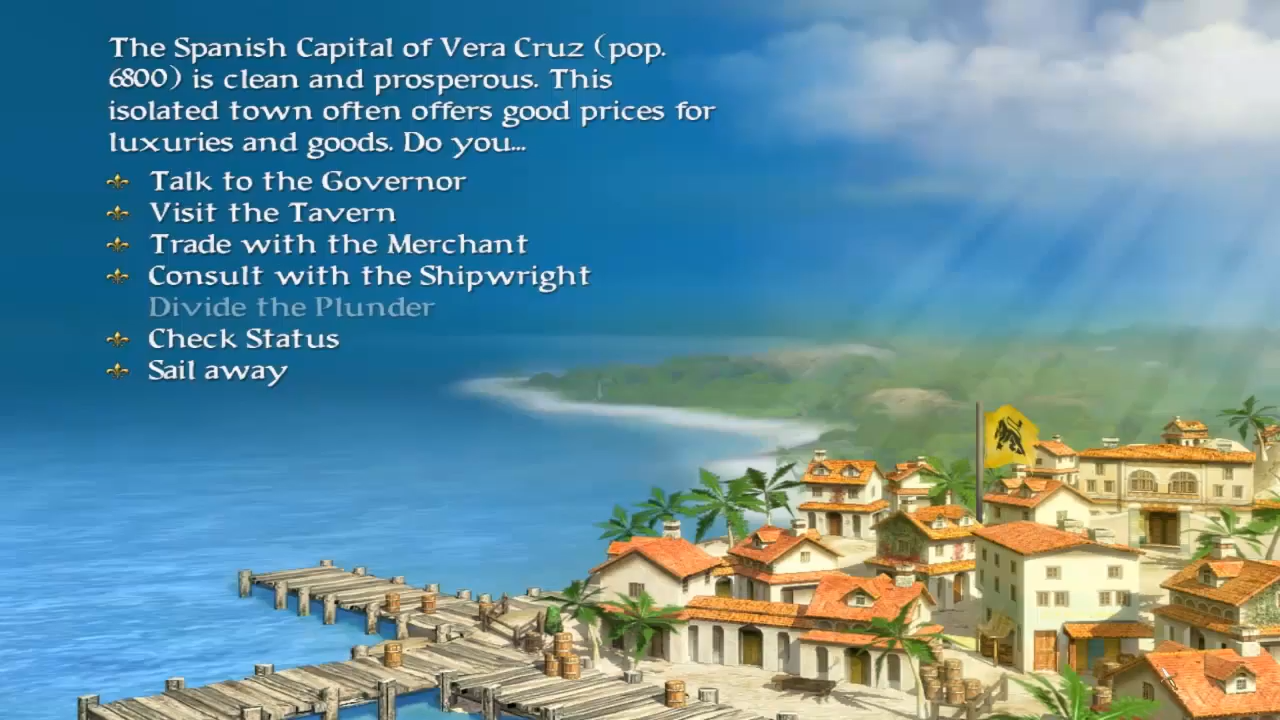 The Spanish Capital of Vera Cruz (pop.
6800) is clean and prosperous. This
isolated town often offers good prices for
luxuries and goods. Do you...
Talk to the Governor
Visit the Tavern
Trade with the Merchant
Consult with the Shipwright
Divide the Plunder
Check Status
Sail away